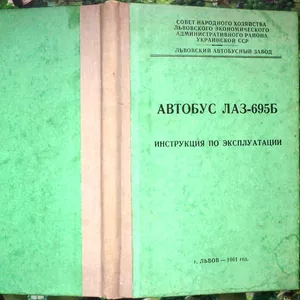 СОВЕТ НАРОДНОГО ХОЗЯЙСТВА
ЛЬВОВСКОГО ЭКОНОМИЧЕСКОГО
АДМИНИСТРАТИВНОГО РАЙОНА
УКРАИНСКОЙ ССР
ЛЬВОВСКИЙ АВТОБУСНЫЙ ЗАВОД
АВТОБУС ЛАЗ-695Б
ИНСТРУКЦИЯ ПО ЭКСПЛУАТАЦИИ
г. ЛЬВОВ — 1961 год.